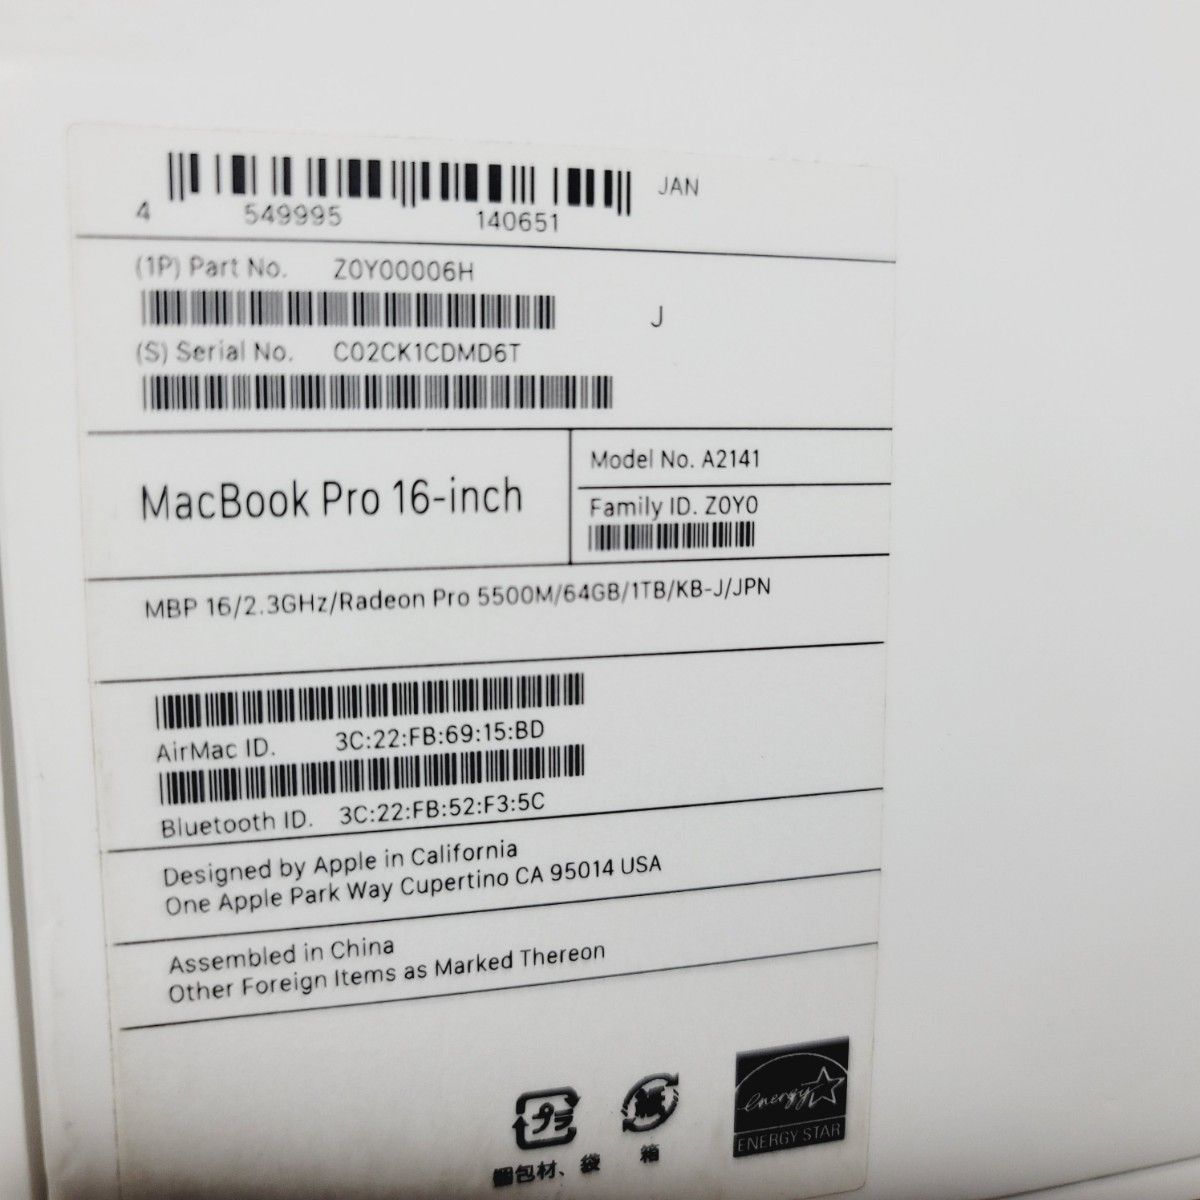 JAN
4 549995 140651
(1P) Part No. Z0Y00006H
J
(S) Serial No. C02CK1CDMD6T
MacBook Pro 16-inch
Model No. A2141
Family ID. Z0Y0
MBP 16/2.3GHz/Radeon Pro 5500M/64GB/1TB/KB-J/JPN
AirMac ID. 3C:22:FB:69:15:BD
Bluetooth ID. 3C:22:FB:52:F3:5C
Designed by Apple in California
One Apple Park Way Cupertino CA 95014 USA
Assembled in China
Other Foreign Items as Marked Thereon
プラ
紙
energy
ENERGY STAR
個包材、袋
箱